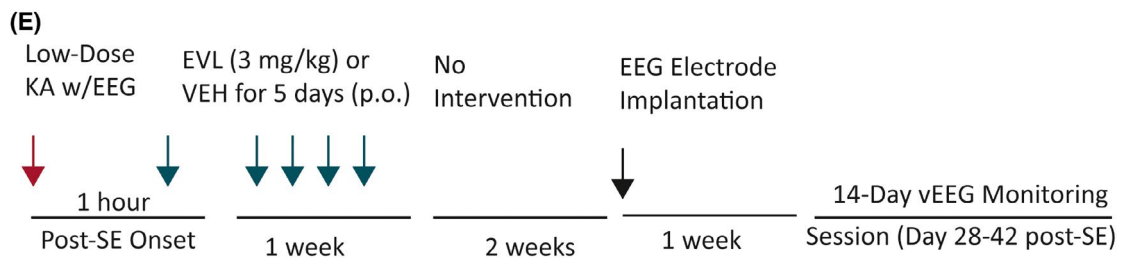 (E)
Low-Dose
KA w/EEG
EVL (3 mg/kg) or
VEH for 5 days (p.o.)
No
Intervention
EEG Electrode
Implantation
1 hour
Post-SE Onset
1 week
2 weeks
1 week
14-Day vEEG Monitoring
Session (Day 28-42 post-SE)